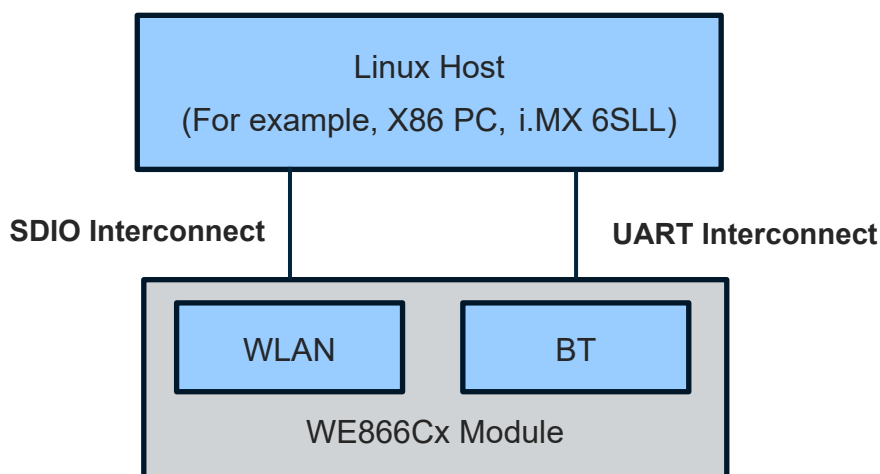 Linux Host
(For example, X86 PC, i.MX 6SLL)
SDIO Interconnect
UART Interconnect
WLAN
BT
WE866Cx Module